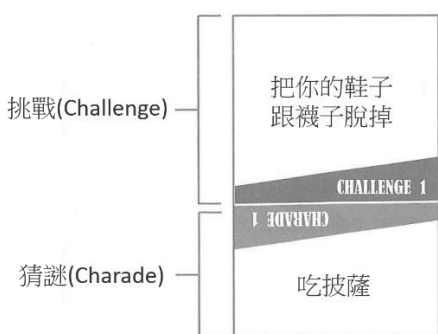 挑戰(Challenge)
把你的鞋子
跟襪子脫掉
CHALLENGE 1
CHARADE 1
猜謎(Charade)
吃披薩